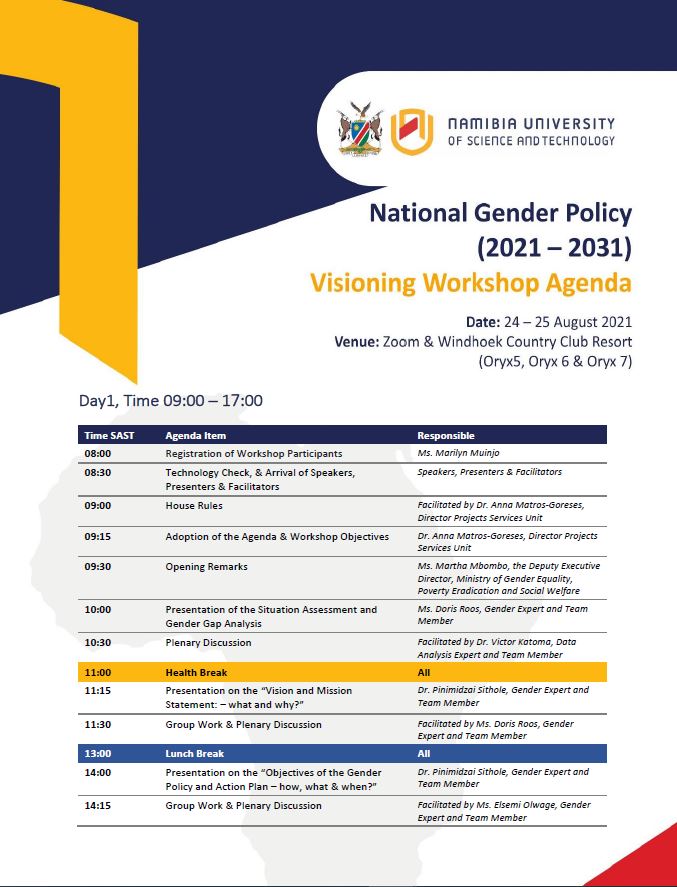 NAMIBIA UNIVERSITY
OF SCIENCE AND TECHNOLOGY
National Gender Policy
(2021 – 2031)
Visioning Workshop Agenda
Date: 24 – 25 August 2021
Venue: Zoom & Windhoek Country Club Resort
(Oryx5, Oryx 6 & Oryx 7)
Day1, Time 09:00 – 17:00
Time SAST Agenda Item Responsible
08:00 Registration of Workshop Participants Ms. Marilyn Muinjo
08:30 Technology Check, & Arrival of Speakers, Speakers, Presenters & Facilitators
Presenters & Facilitators
09:00 House Rules Facilitated by Dr. Anna Matros-Goreses,
Director Projects Services Unit
09:15 Adoption of the Agenda & Workshop Objectives Dr. Anna Matros-Goreses, Director Projects
Services Unit
09:30 Opening Remarks Ms. Martha Mbombo, the Deputy Executive
Director, Ministry of Gender Equality,
Poverty Eradication and Social Welfare
10:00 Presentation of the Situation Assessment and Ms. Doris Roos, Gender Expert and Team
Gender Gap Analysis Member
10:30 Plenary Discussion Facilitated by Dr. Victor Katoma, Data
Analysis Expert and Team Member
11:00 Health Break All
11:15 Presentation on the “Vision and Mission Dr. Pinimidzai Sithole, Gender Expert and
Statement: – what and why?” Team Member
11:30 Group Work & Plenary Discussion Facilitated by Ms. Doris Roos, Gender
Expert and Team Member
13:00 Lunch Break All
14:00 Presentation on the “Objectives of the Gender Dr. Pinimidzai Sithole, Gender Expert and
Policy and Action Plan – how, what & when?” Team Member
14:15 Group Work & Plenary Discussion Facilitated by Ms. Elsemi Olwage, Gender
Expert and Team Member